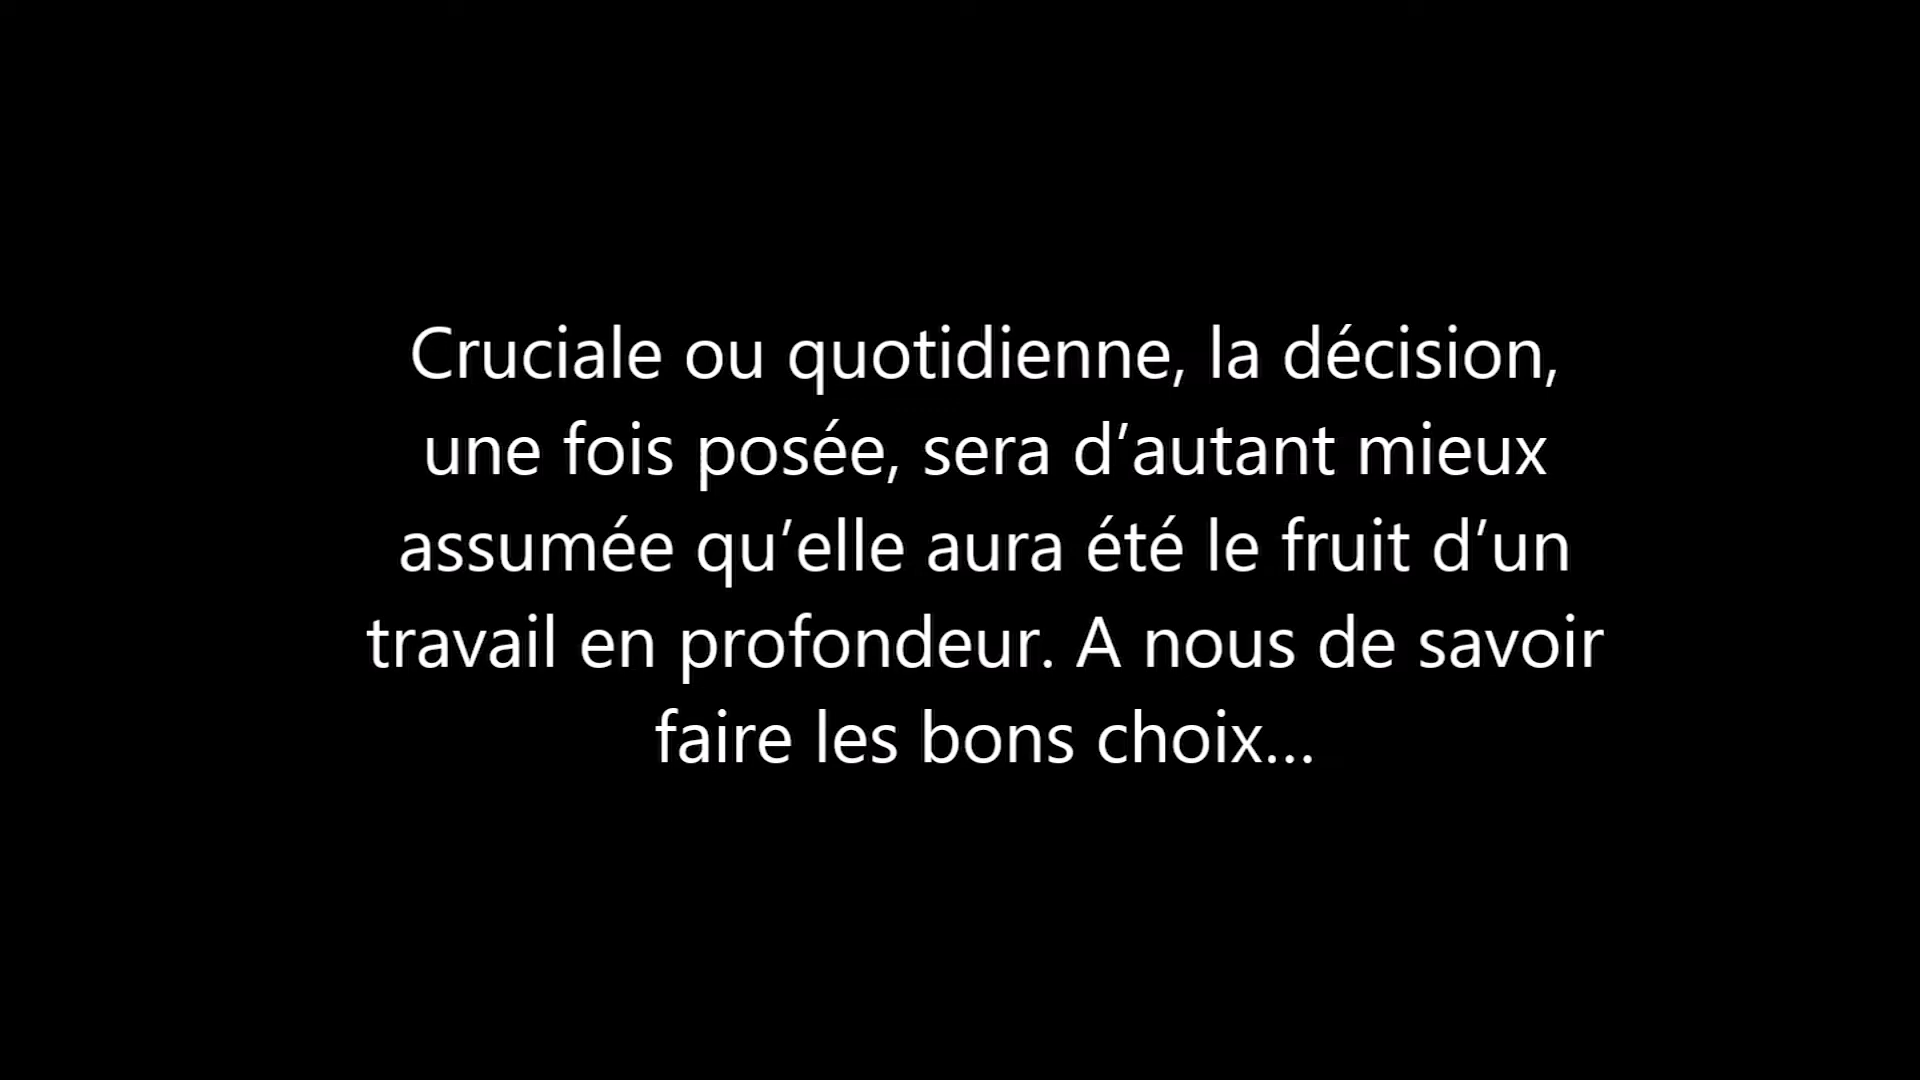 Cruciale ou quotidienne, la décision,
une fois posée, sera d’autant mieux
assumée qu’elle aura été le fruit d’un
travail en profondeur. A nous de savoir
faire les bons choix…